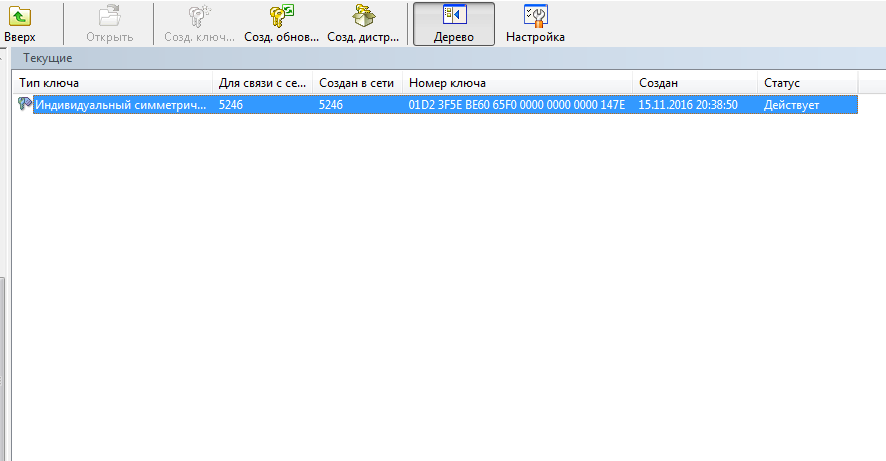 Вверх Открыть Созд. ключ... Созд. обнов... Созд. дистр... Дерево Настройка
Текущие
Тип ключа Для связи с се... Создан в сети Номер ключа Создан Статус
Индивидуальный симметрич... 5246 5246 01D2 3F5E BE60 65F0 0000 0000 0000 147E 15.11.2016 20:38:50 Действует